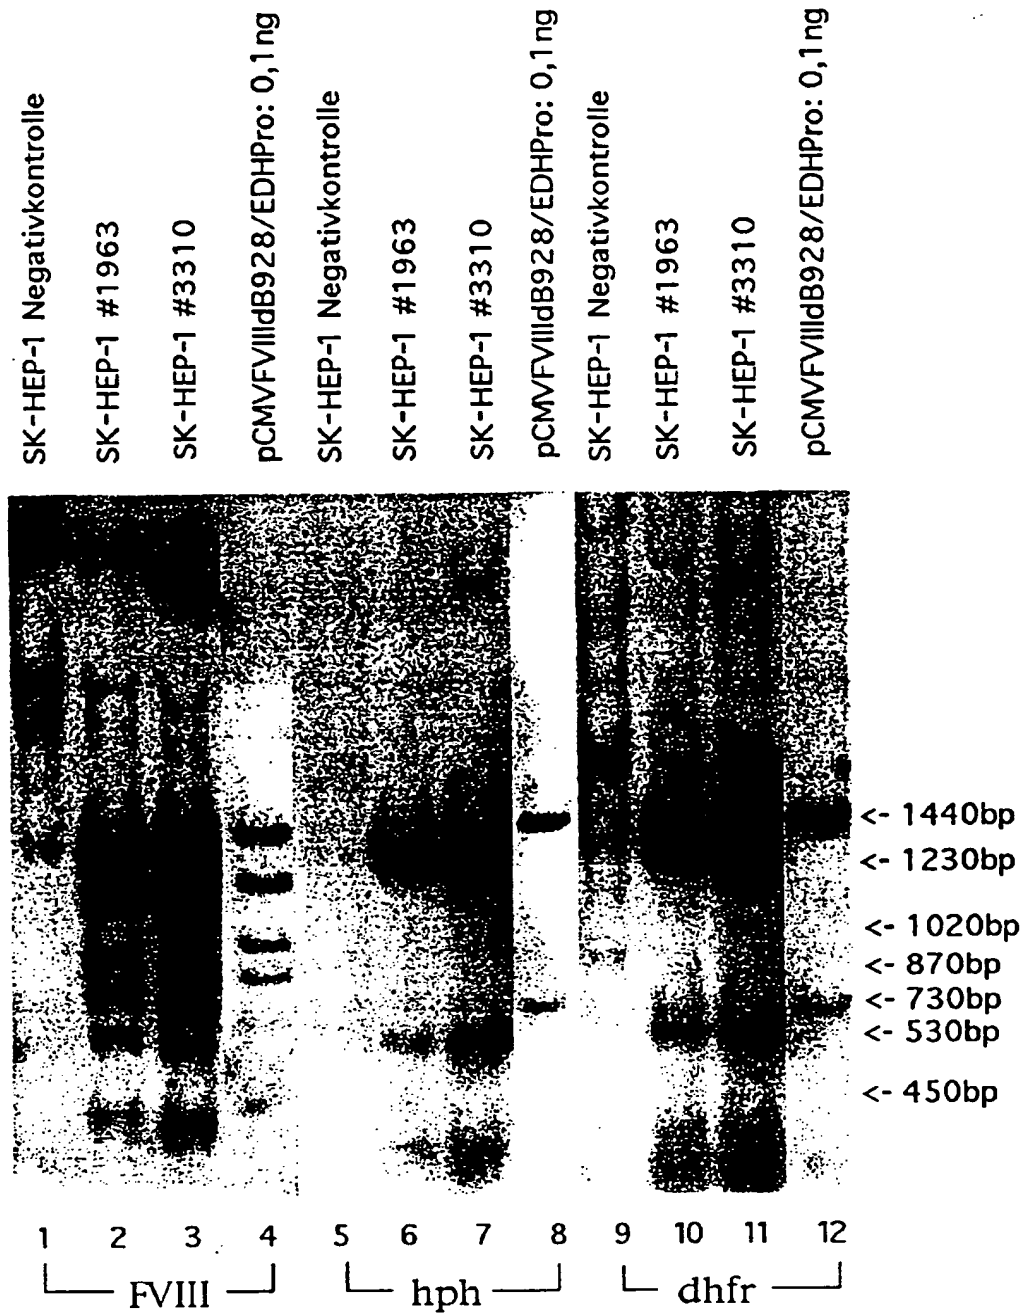 SK-HEP-1 Negativkontrolle
SK-HEP-1 #1963
SK-HEP-1 #3310
pCMVFVIIIdB928/EDHPro: 0,1ng
SK-HEP-1 Negativkontrolle
SK-HEP-1 #1963
SK-HEP-1 #3310
pCMVFVIIIdB928/EDHPro: 0,1ng
SK-HEP-1 Negativkontrolle
SK-HEP-1 #1963
SK-HEP-1 #3310
pCMVFVIIIdB928/EDHPro: 0,1ng
<- 1440bp
<- 1230bp
<- 1020bp
<- 870bp
<- 730bp
<- 530bp
<- 450bp
1 2 3 4 5 6 7 8 9 10 11 12
FVIII hph dhfr